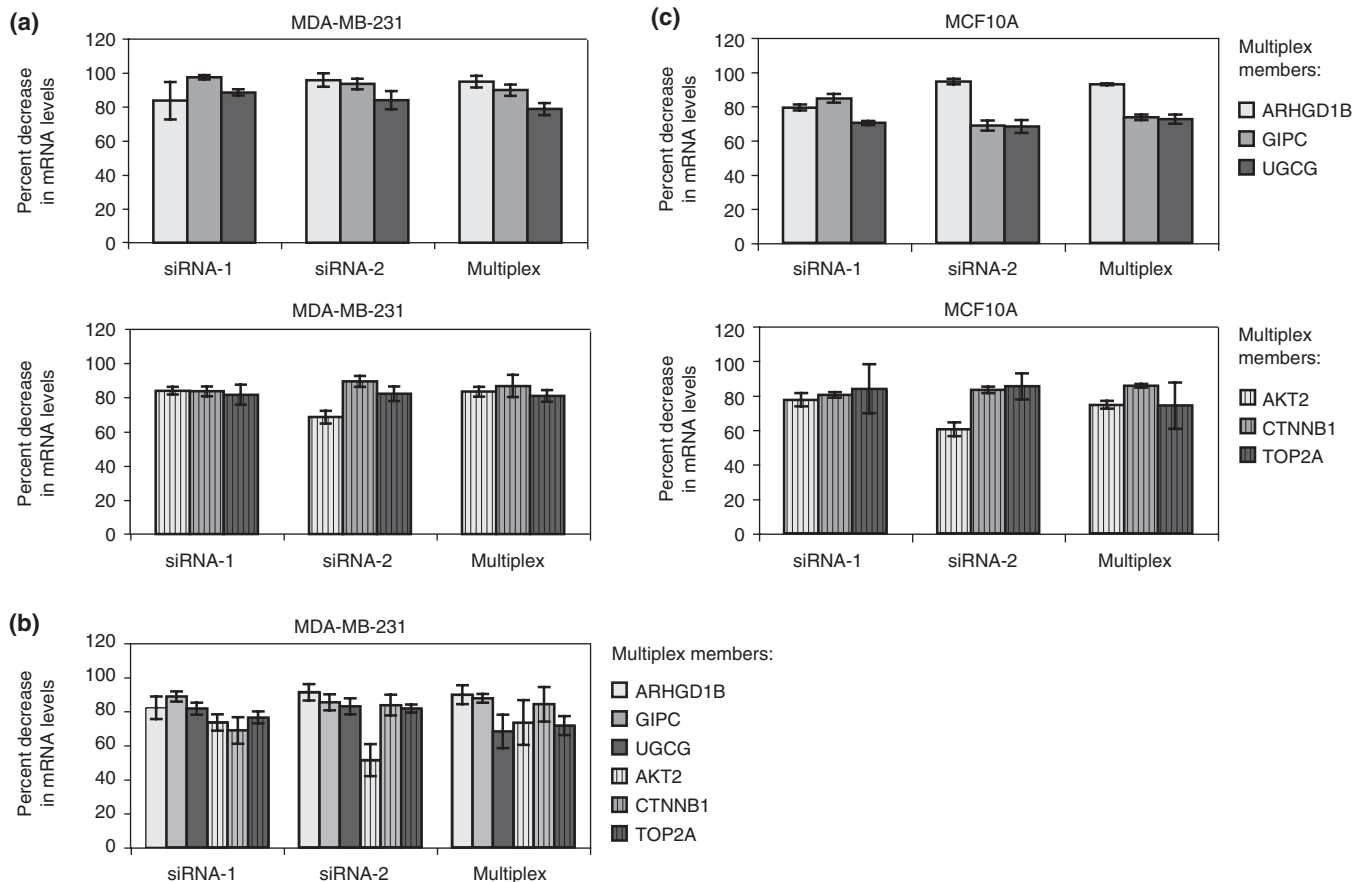 (a)
MDA-MB-231
Percent decrease
in mRNA levels
120
100
80
60
40
20
0
siRNA-1 siRNA-2 Multiplex
MDA-MB-231
Percent decrease
in mRNA levels
120
100
80
60
40
20
0
siRNA-1 siRNA-2 Multiplex
(b)
MDA-MB-231
Percent decrease
in mRNA levels
120
100
80
60
40
20
0
siRNA-1 siRNA-2 Multiplex
Multiplex members:
ARHGD1B
GIPC
UGCG
AKT2
CTNNB1
TOP2A
(c)
MCF10A
Percent decrease
in mRNA levels
120
100
80
60
40
20
0
siRNA-1 siRNA-2 Multiplex
Multiplex
members:
ARHGD1B
GIPC
UGCG
MCF10A
Percent decrease
in mRNA levels
120
100
80
60
40
20
0
siRNA-1 siRNA-2 Multiplex
Multiplex
members:
AKT2
CTNNB1
TOP2A